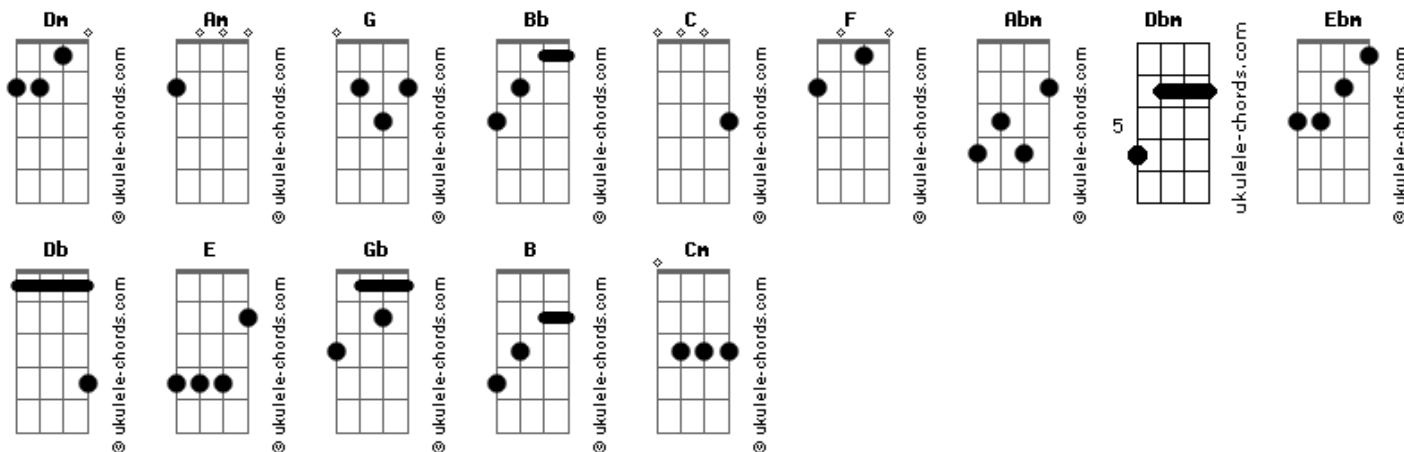 Dm Am G Bb C F Abm Dbm Ebm
© ukulele-chords.com © ukulele-chords.com © ukulele-chords.com © ukulele-chords.com © ukulele-chords.com © ukulele-chords.com © ukulele-chords.com ukulele-chords.com © ukulele-chords.com
5
Db E Gb B Cm
© ukulele-chords.com © ukulele-chords.com © ukulele-chords.com © ukulele-chords.com © ukulele-chords.com